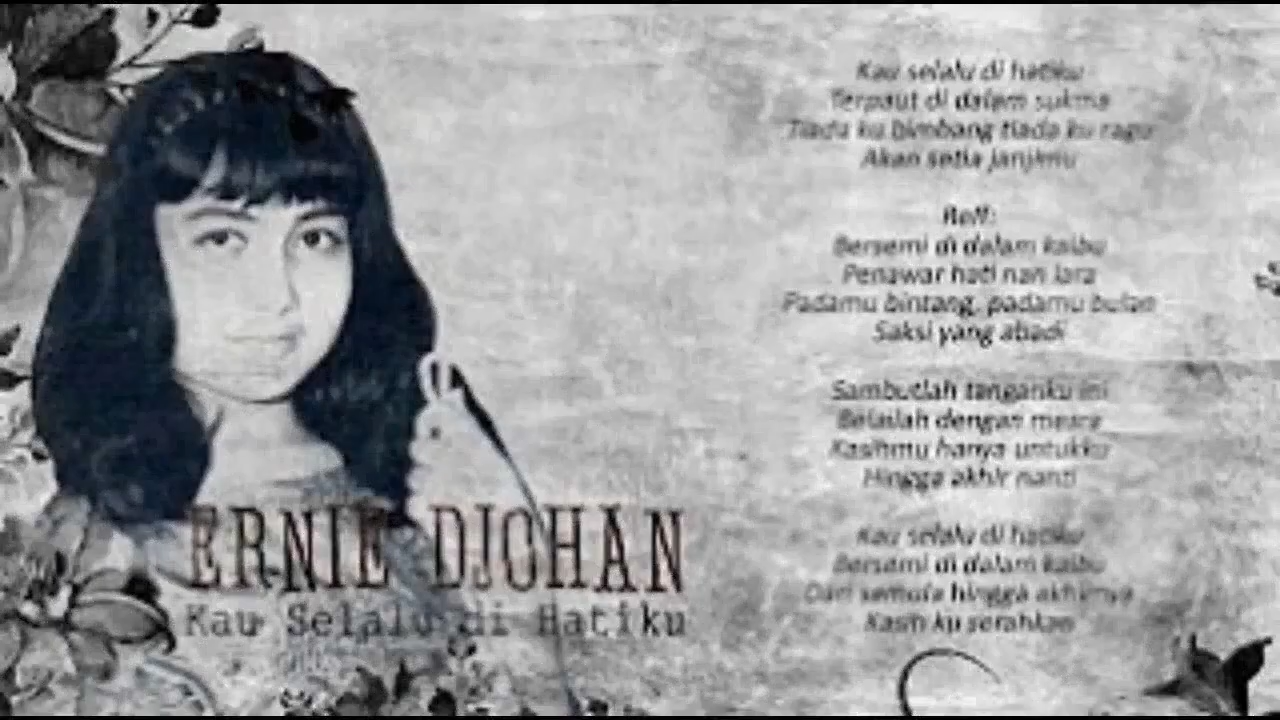 Kau selalu di hatiku
Terpaut di dalam sukma
Tiada ku bimbang tiada ku ragu
Akan setia janjimu
Reff:
Bersemi di dalam kalbu
Penawar hati nan lara
Padamu bintang, padamu bulan
Saksi yang abadi
Sambutlah tanganku ini
Belailah dengan mesra
Kasihmu hanya untukku
Hingga akhir nanti
Kau selalu di hatiku
Bersemi di dalam kalbu
Dari semula hingga akhirnya
Kasih ku serahkan
ERNIE DJOHAN
Kau Selalu di Hatiku